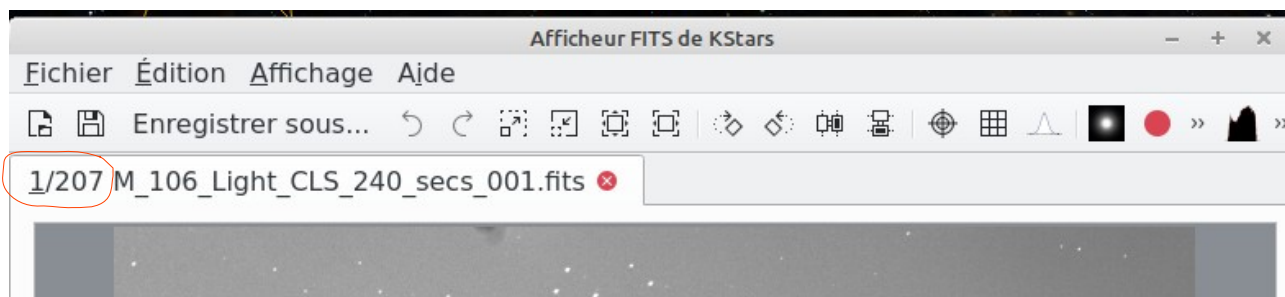 Afficheur FITS de KStars
Fichier Édition Affichage Aide
Enregistrer sous... » »
1/207 M_106_Light_CLS_240_secs_001.fits